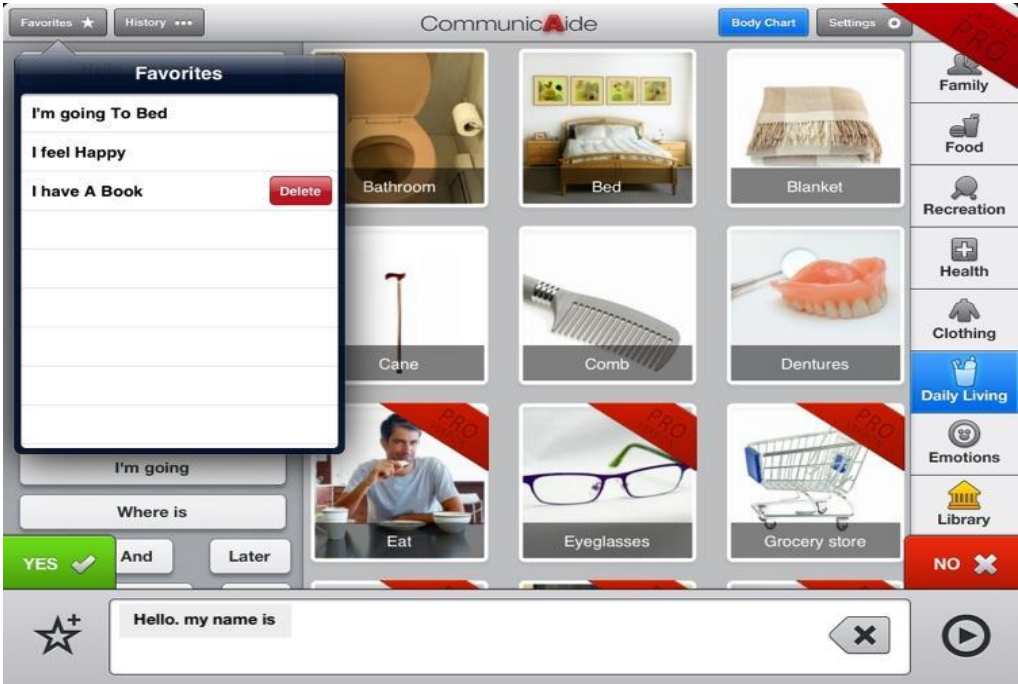 Favorites
History
CommunicAide
Body Chart
Settings
PRO
Favorites
I'm going To Bed
I feel Happy
I have A Book
Delete
Bathroom
Bed
Blanket
Cane
Comb
Dentures
PRO
Eat
PRO
Eyeglasses
PRO
Grocery store
Family
Food
Recreation
Health
Clothing
Daily Living
Emotions
Library
I'm going
Where is
And
Later
YES
NO
Hello. my name is